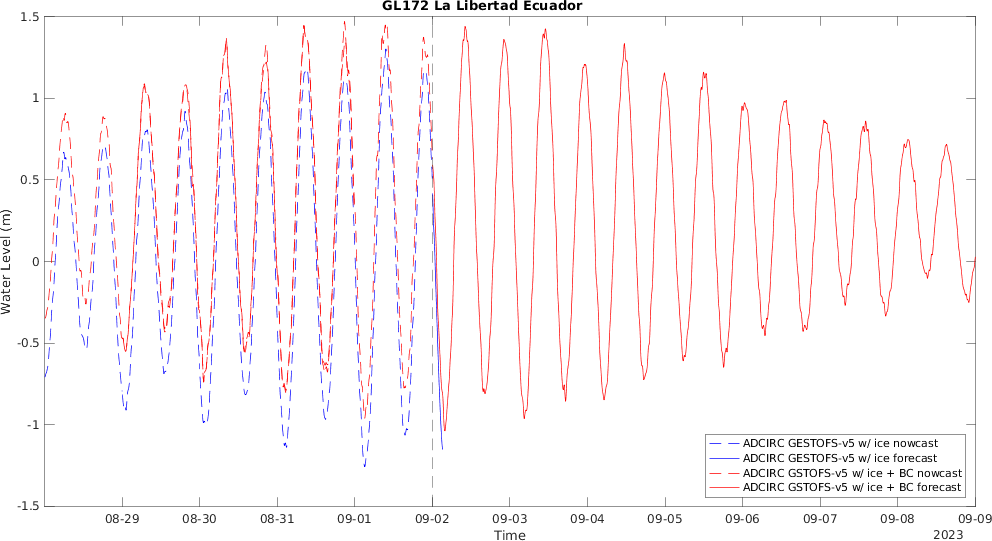 GL172 La Libertad Ecuador
1.5
1
0.5
0
-0.5
-1
-1.5
Water Level (m)
ADCIRC GESTOFS-v5 w/ ice nowcast
ADCIRC GESTOFS-v5 w/ ice forecast
ADCIRC GSTOFS-v5 w/ ice + BC nowcast
ADCIRC GSTOFS-v5 w/ ice + BC forecast
08-29 08-30 08-31 09-01 09-02 09-03 09-04 09-05 09-06 09-07 09-08 09-09
Time
2023